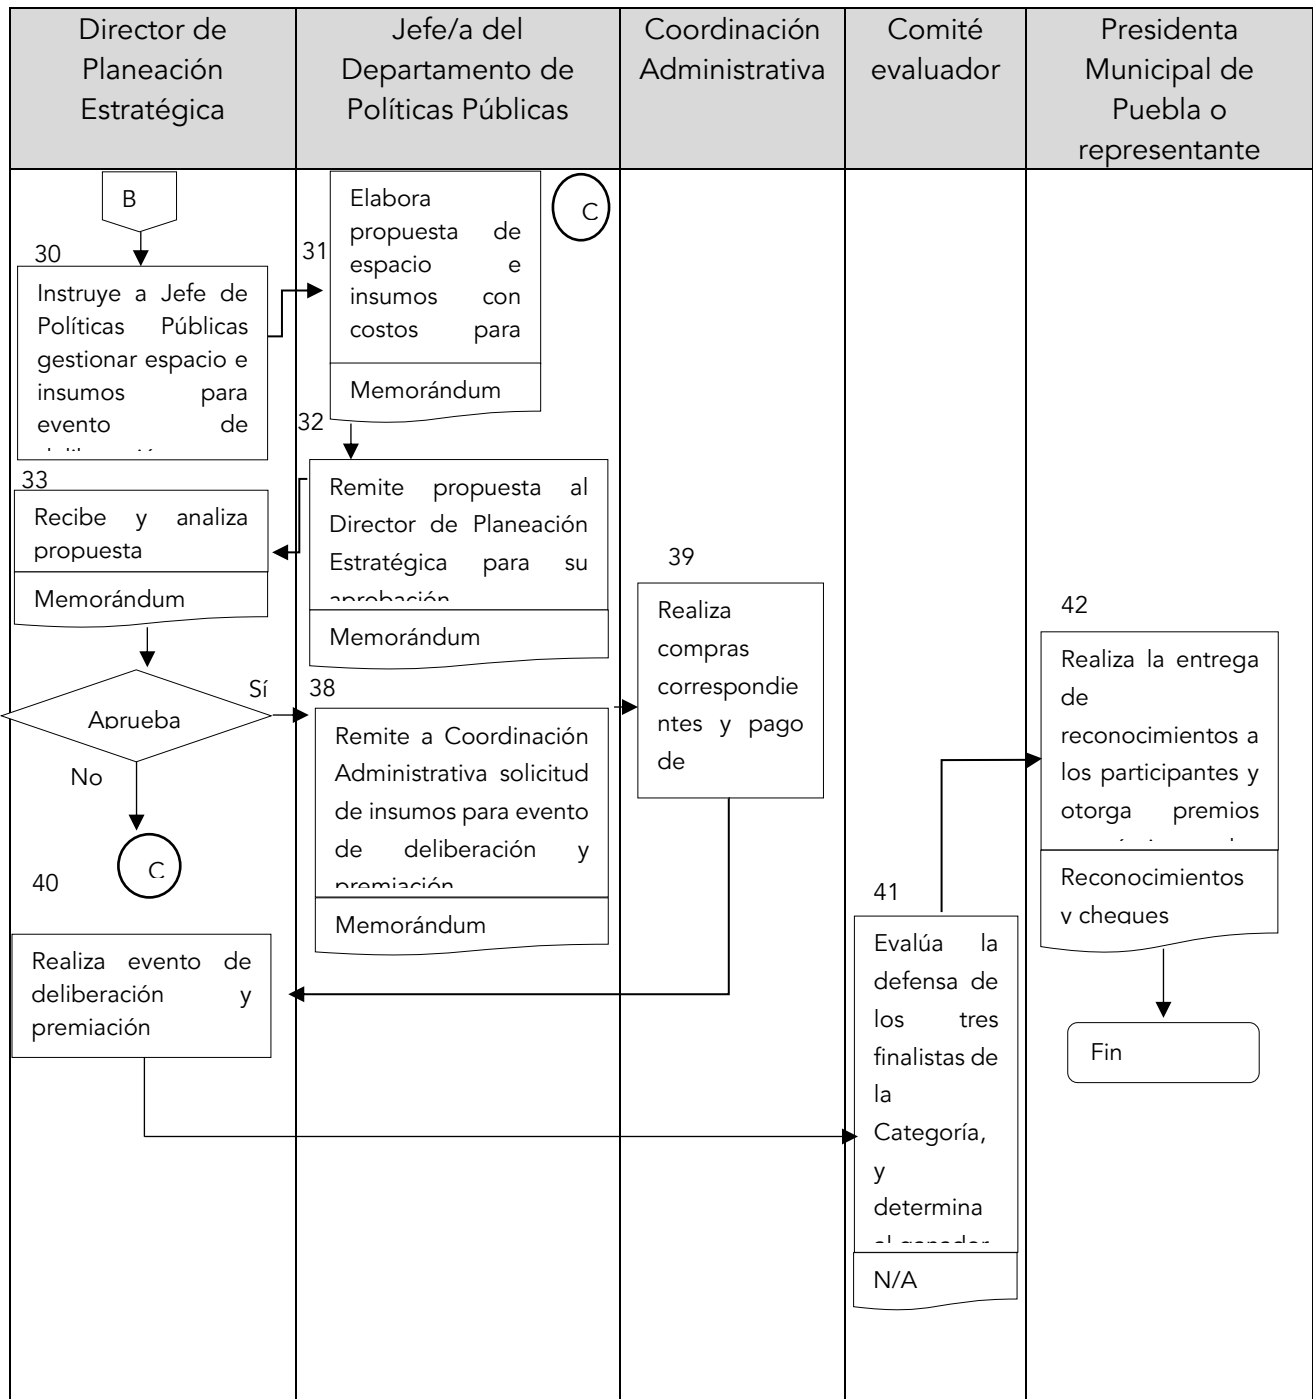 Director de
Planeación
Estratégica
Jefe/a del
Departamento de
Políticas Públicas
Coordinación
Administrativa
Comité
evaluador
Presidenta
Municipal de
Puebla o
representante
B
30
Instruye a Jefe de
Políticas Públicas
gestionar espacio e
insumos para
evento de
31
Elabora
propuesta de
espacio e
insumos con
costos para
Memorándum
C
32
Remite propuesta al
Director de Planeación
Estratégica para su
aprobación
Memorándum
33
Recibe y analiza
propuesta
Memorándum
Aprueba
Sí
No
C
38
Remite a Coordinación
Administrativa solicitud
de insumos para evento
de deliberación y
premiación
Memorándum
39
Realiza
compras
correspondie
ntes y pago
de
40
Realiza evento de
deliberación y
premiación
41
Evalúa la
defensa de
los tres
finalistas de
la
Categoría,
y
determina
el ganador
N/A
42
Realiza la entrega
de
reconocimientos a
los participantes y
otorga premios
Reconocimientos
y cheques
Fin